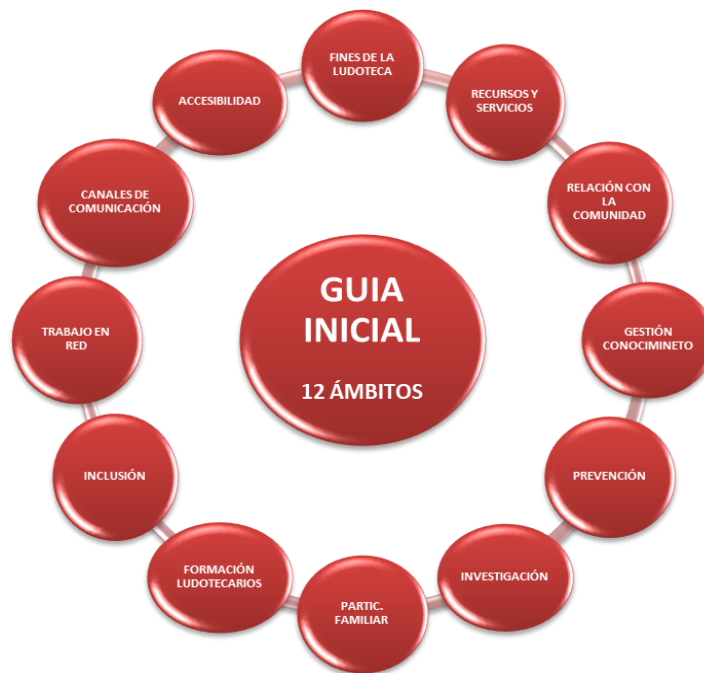 FINES DE LA
LUDOTECA
RECURSOS Y
SERVICIOS
RELACIÓN CON
LA
COMUNIDAD
GESTIÓN
CONOCIMINETO
PREVENCIÓN
INVESTIGACIÓN
PARTIC.
FAMILIAR
FORMACIÓN
LUDOTECARIOS
INCLUSIÓN
TRABAJO EN
RED
CANALES DE
COMUNICACIÓN
ACCESIBILIDAD
GUIA
INICIAL
12 ÁMBITOS